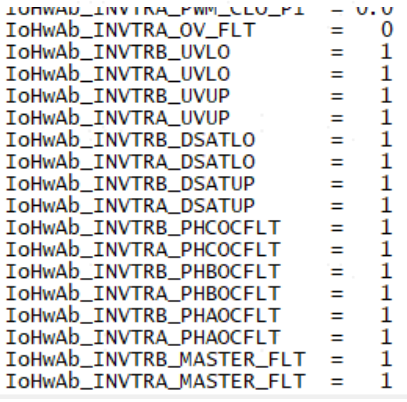 IoHwAb_INVTRA_OV_FLT = 0
IoHwAb_INVTRB_UVLO = 1
IoHwAb_INVTRA_UVLO = 1
IoHwAb_INVTRB_UVUP = 1
IoHwAb_INVTRA_UVUP = 1
IoHwAb_INVTRB_DSATLO = 1
IoHwAb_INVTRA_DSATLO = 1
IoHwAb_INVTRB_DSATUP = 1
IoHwAb_INVTRA_DSATUP = 1
IoHwAb_INVTRB_PHCOCFLT = 1
IoHwAb_INVTRA_PHCOCFLT = 1
IoHwAb_INVTRB_PHBOCFLT = 1
IoHwAb_INVTRA_PHBOCFLT = 1
IoHwAb_INVTRB_PHAOCFLT = 1
IoHwAb_INVTRA_PHAOCFLT = 1
IoHwAb_INVTRB_MASTER_FLT = 1
IoHwAb_INVTRA_MASTER_FLT = 1